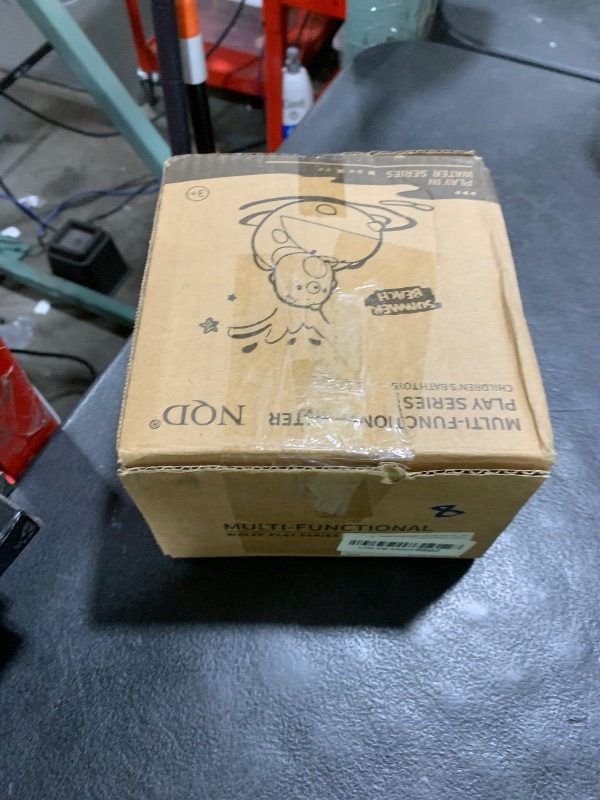 PLAY IN
WATER SERIES
3+
SUMMER
BEACH
MULTI-FUNCTION WATER
PLAY SERIES
CHILDREN'S BATH TOYS
NQD®
MULTI-FUNCTIONAL
WATER PLAY SERIES
8